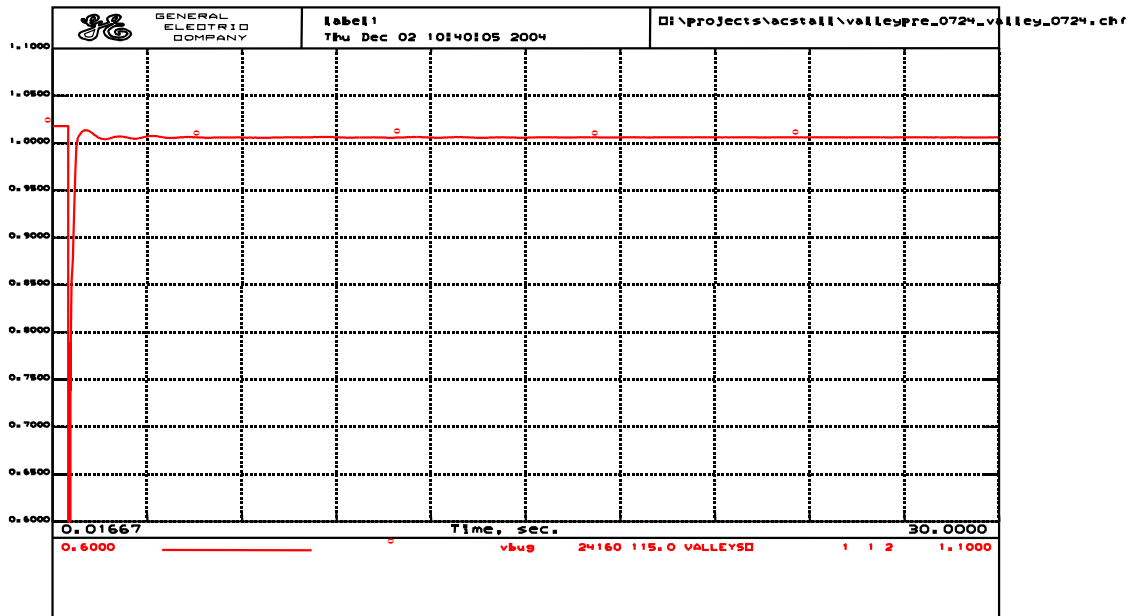 GENERAL
ELECTRIC
COMPANY
label1
Thu Dec 02 10:40:05 2004
D:\projects\acstall\valleypre_0724_valley_0724.chf
1.1000
1.0500
1.0000
0.9500
0.9000
0.8500
0.8000
0.7500
0.7000
0.6500
0.6000
0.01667 Time, sec. 30.0000
0.6000 vbug 24160 115.0 VALLEYSC 1 1 2 1.1000